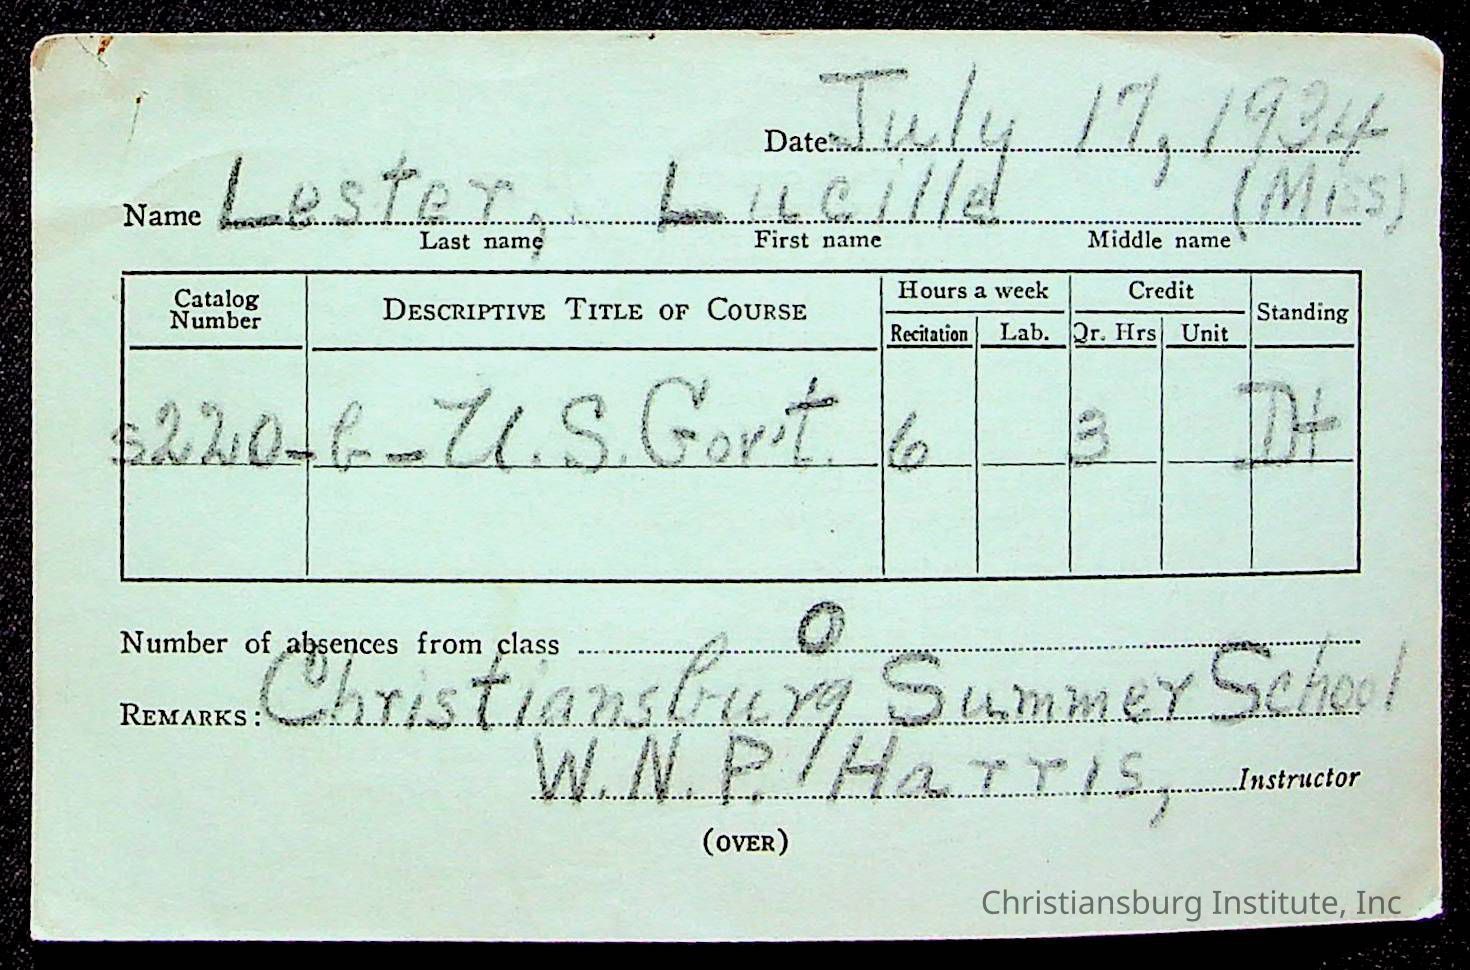 Date July 17, 1934
Name Lester, Lucille (Miss)
Last name First name Middle name
Catalog Number DESCRIPTIVE TITLE OF COURSE Hours a week Credit Standing
Recitation Lab. Qr. Hrs Unit
s220-b- U.S. Gov't. 6 3
Number of absences from class 0
REMARKS: Christiansburg Summer School
W. N. P. Harris, Instructor
(OVER)
Christiansburg Institute, Inc